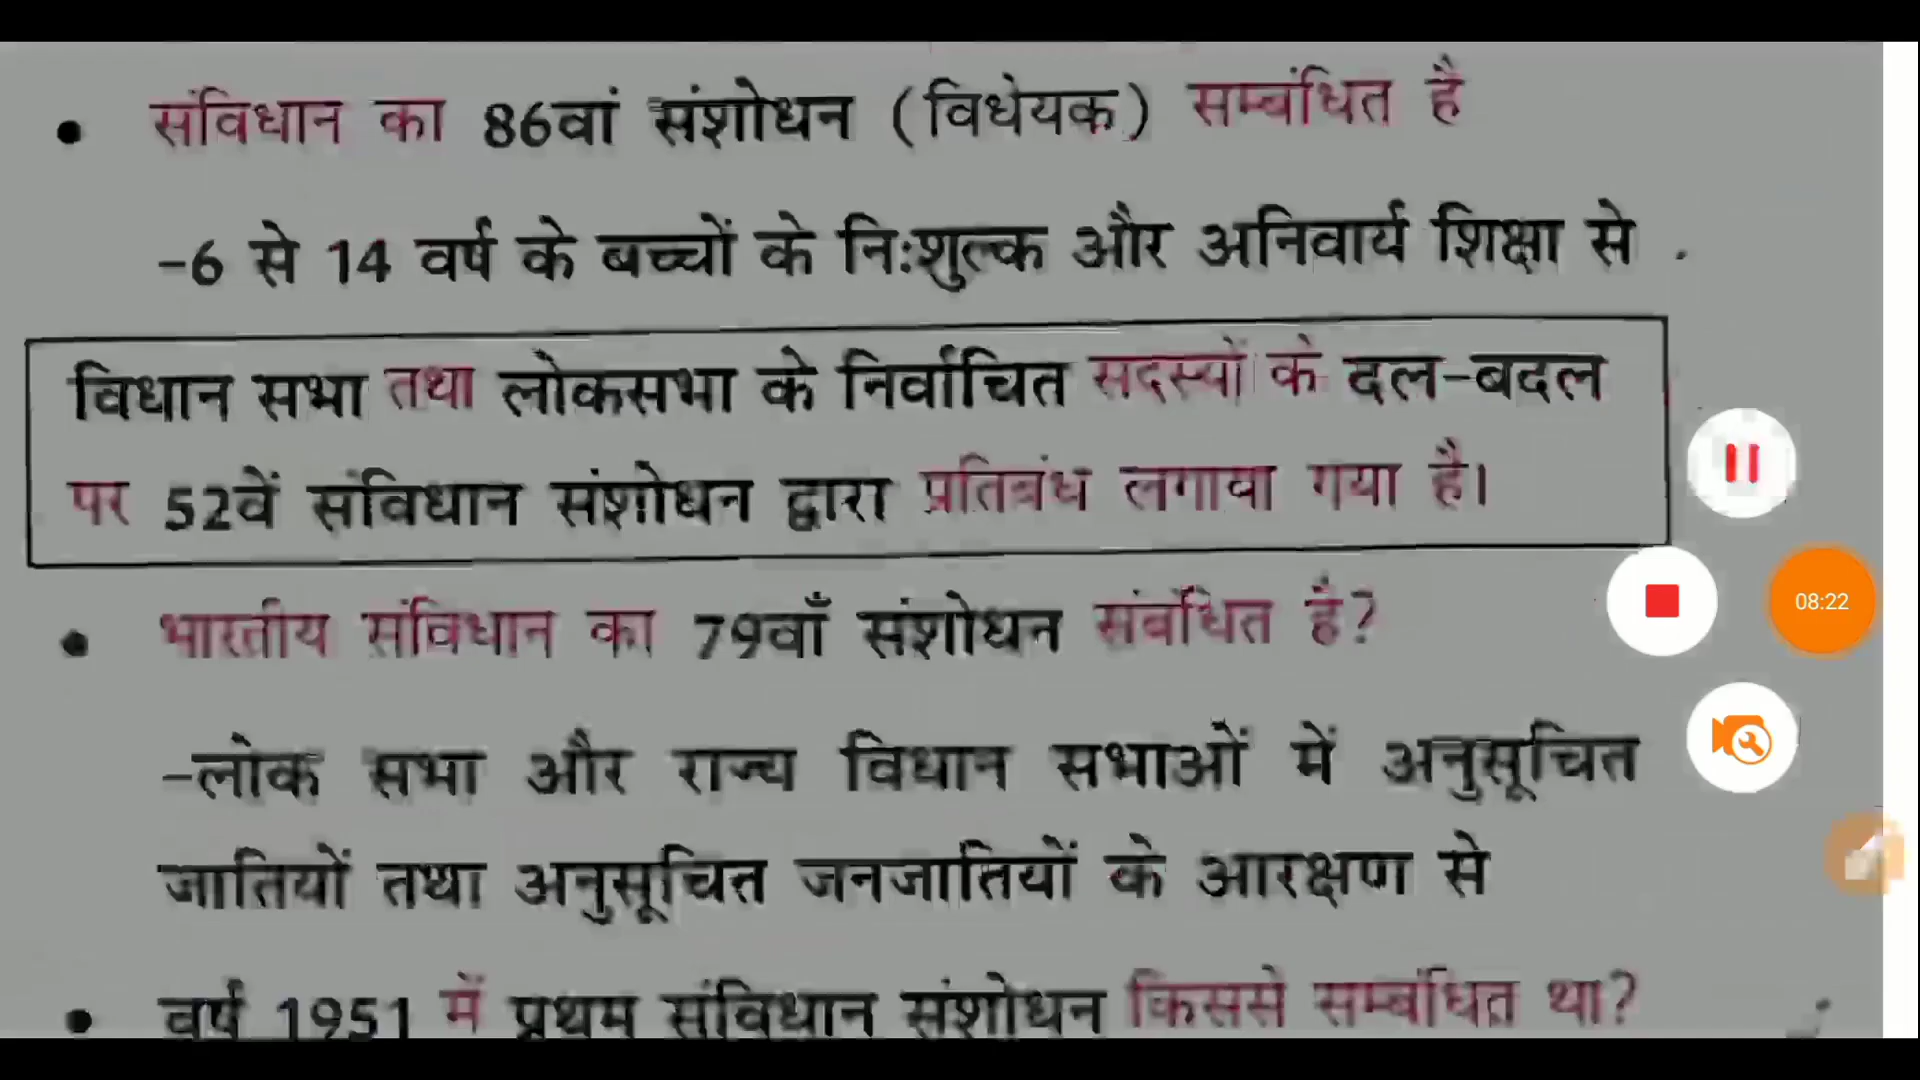 • संविधान का 86वां संशोधन (विधेयक) सम्बंधित है
-6 से 14 वर्ष के बच्चों के नि:शुल्क और अनिवार्य शिक्षा से .
विधान सभा तथा लोकसभा के निर्वाचित सदस्यों के दल-बदल
पर 52वें संविधान संशोधन द्वारा प्रतिबंध लगाया गया है।
• भारतीय संविधान का 79वाँ संशोधन संबंधित है?
08:22
-लोक सभा और राज्य विधान सभाओं में अनुसूचित
जातियों तथा अनुसूचित जनजातियों के आरक्षण से
• वर्ष 1951 में प्रथम संविधान संशोधन किससे सम्बंधित था?